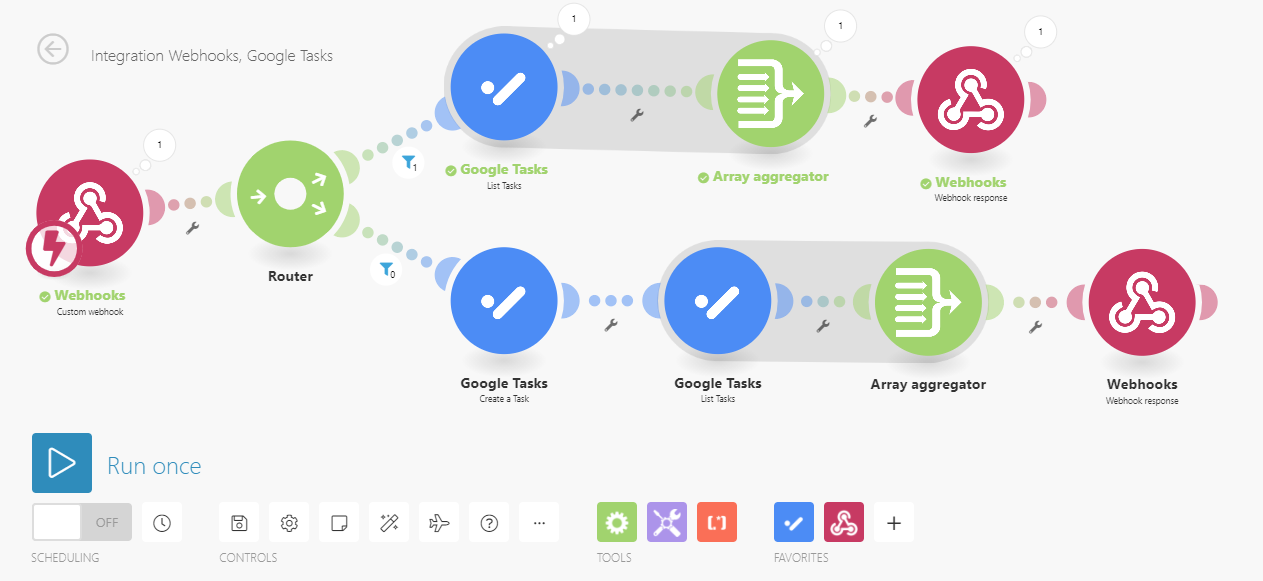 Integration Webhooks, Google Tasks
1
1
1
1
Google Tasks
List Tasks
Array aggregator
Webhooks
Webhook response
1
Webhooks
Custom webhook
Router
0
Google Tasks
Create a Task
Google Tasks
List Tasks
Array aggregator
Webhooks
Webhook response
Run once
OFF
SCHEDULING
CONTROLS
TOOLS
FAVORITES